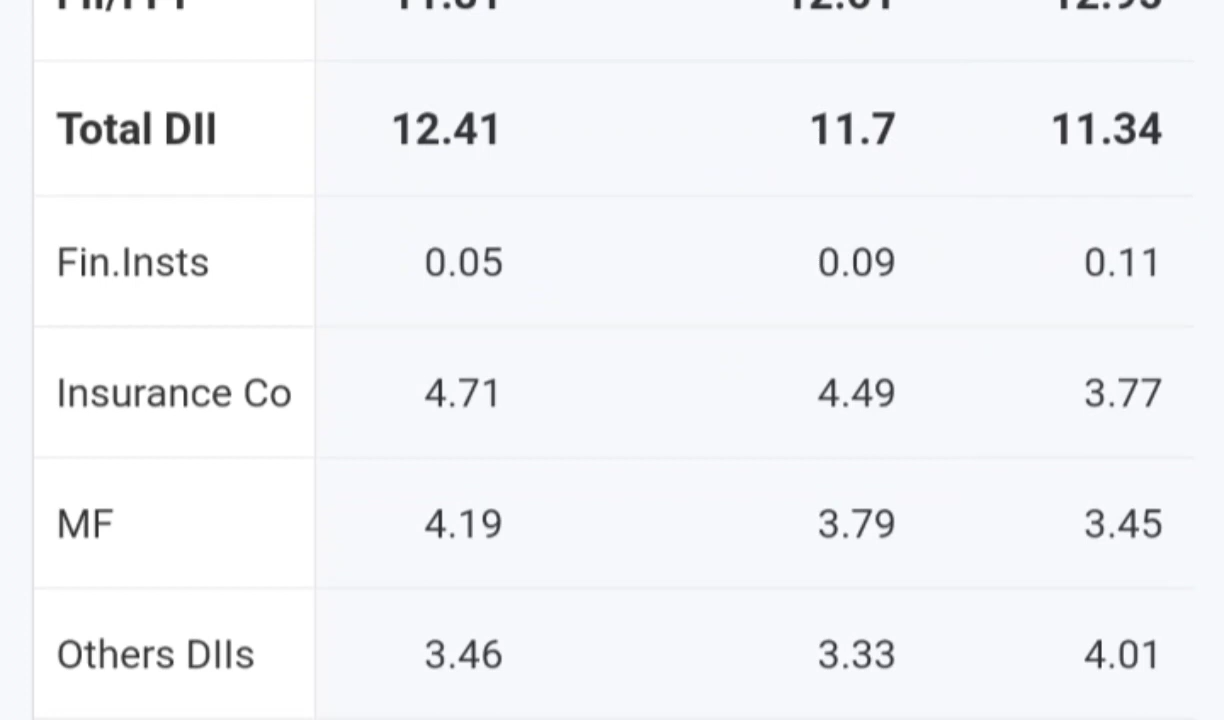 Total DII 12.41 11.7 11.34
Fin.Insts 0.05 0.09 0.11
Insurance Co 4.71 4.49 3.77
MF 4.19 3.79 3.45
Others DIIs 3.46 3.33 4.01